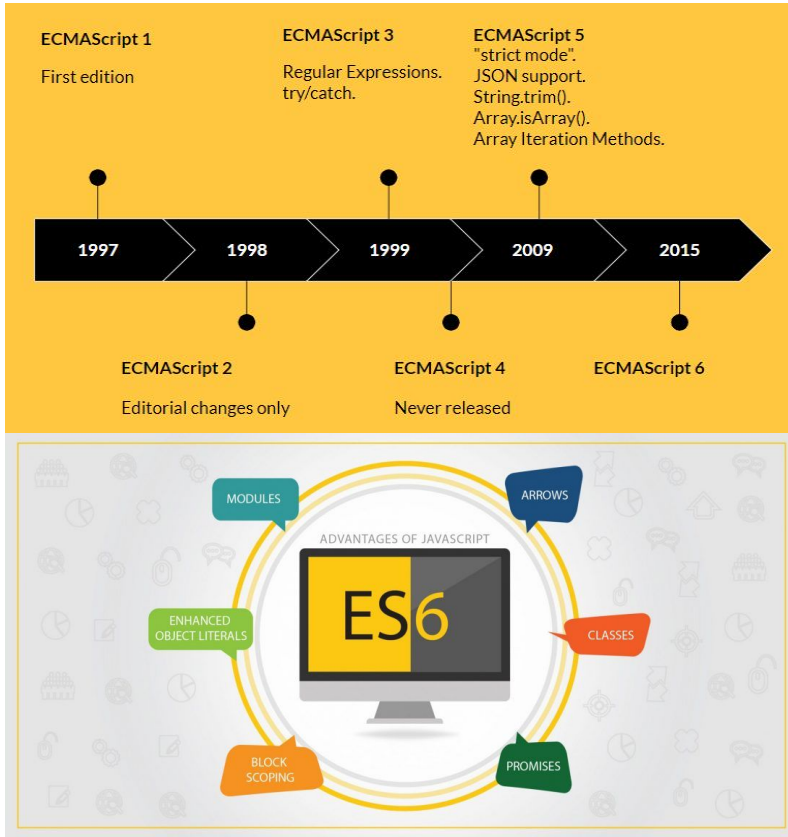 ECMAScript 1
First edition
ECMAScript 3
Regular Expressions.
try/catch.
ECMAScript 5
"strict mode".
JSON support.
String.trim().
Array.isArray().
Array Iteration Methods.
1997
1998
1999
2009
2015
ECMAScript 2
Editorial changes only
ECMAScript 4
Never released
ECMAScript 6
MODULES
ARROWS
ADVANTAGES OF JAVASCRIPT
ES6
ENHANCED
OBJECT LITERALS
CLASSES
BLOCK
SCOPING
PROMISES